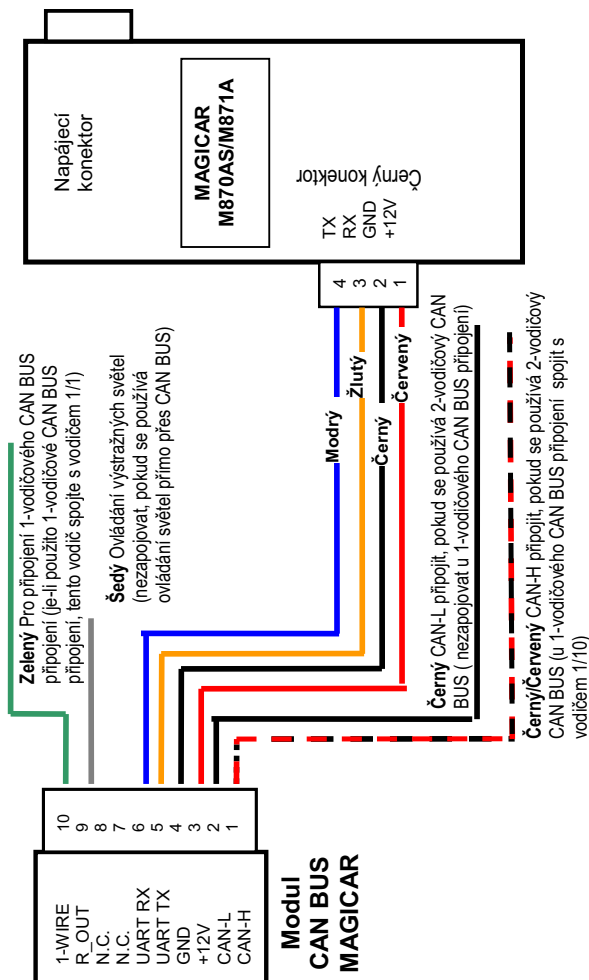 Napájecí
konektor
MAGICAR
M870AS/M871A
Černý konektor
TX
RX
GND
+12V
4
3
2
1
Modrý
Žlutý
Černý
Červený
Zelený Pro připojení 1-vodičového CAN BUS
připojení (je-li použito 1-vodičové CAN BUS
připojení, tento vodič spojte s vodičem 1/1)
Šedý Ovládání výstražných světel
(nezapojovat, pokud se používá
ovládání světel přímo přes CAN BUS)
Černý CAN-L připojit, pokud se používá 2-vodičový CAN
BUS ( nezapojovat u 1-vodičového CAN BUS připojení)
Černý/Červený CAN-H připojit, pokud se používá 2-vodičový
CAN BUS (u 1-vodičového CAN BUS připojení spojit s
vodičem 1/10)
10
9
8
7
6
5
4
3
2
1
1-WIRE
R_OUT
N.C.
N.C.
UART RX
UART TX
GND
+12V
CAN-L
CAN-H
Modul
CAN BUS
MAGICAR